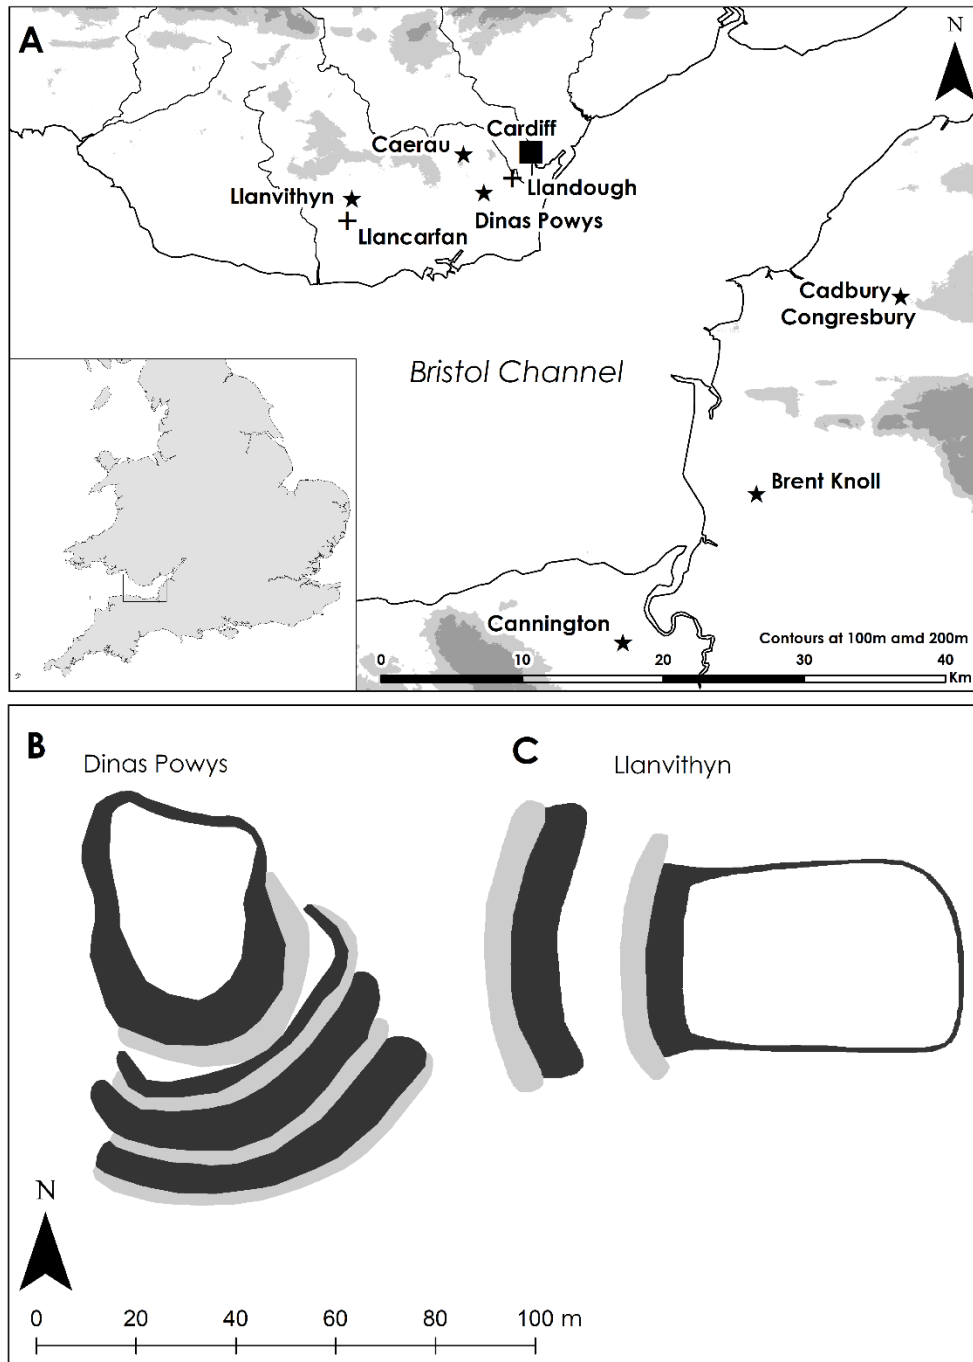 A
N
Cardiff
Caerau
Llandough
Llanvithyn
Dinas Powys
Llancarfan
Cadbury
Congresbury
Bristol Channel
Brent Knoll
Cannington
Contours at 100m amd 200m
0 10 20 30 40
Km
B
Dinas Powys
C
Llanvithyn
N
0 20 40 60 80 100 m